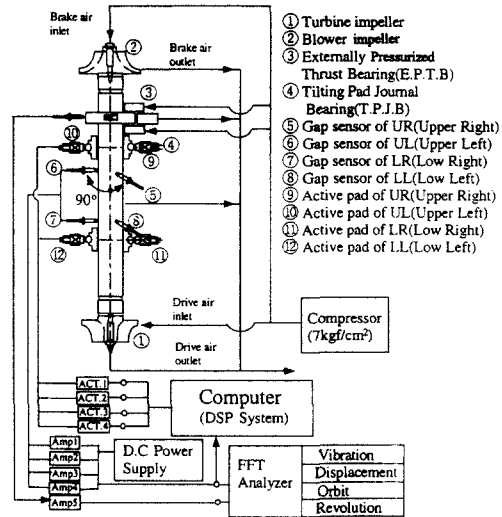 Brake air
inlet
②
Brake air
outlet
③
⑩
④
⑨
⑥
⑤
90°
⑦
⑧
⑫
⑪
Drive air
inlet
①
Drive air
outlet
① Turbine impeller
② Blower impeller
③ Externally Pressurized
Thrust Bearing(E.P.T.B)
④ Tilting Pad Journal
Bearing(T.P.J.B)
⑤ Gap sensor of UR(Upper Right)
⑥ Gap sensor of UL(Upper Left)
⑦ Gap sensor of LR(Low Right)
⑧ Gap sensor of LL(Low Left)
⑨ Active pad of UR(Upper Right)
⑩ Active pad of UL(Upper Left)
⑪ Active pad of LR(Low Right)
⑫ Active pad of LL(Low Left)
Compressor
(7kgf/cm²)
ACT.1
ACT.2
ACT.3
ACT.4
Computer
(DSP System)
Amp1
Amp2
Amp3
Amp4
Amp5
D.C Power
Supply
FFT
Analyzer
Vibration
Displacement
Orbit
Revolution